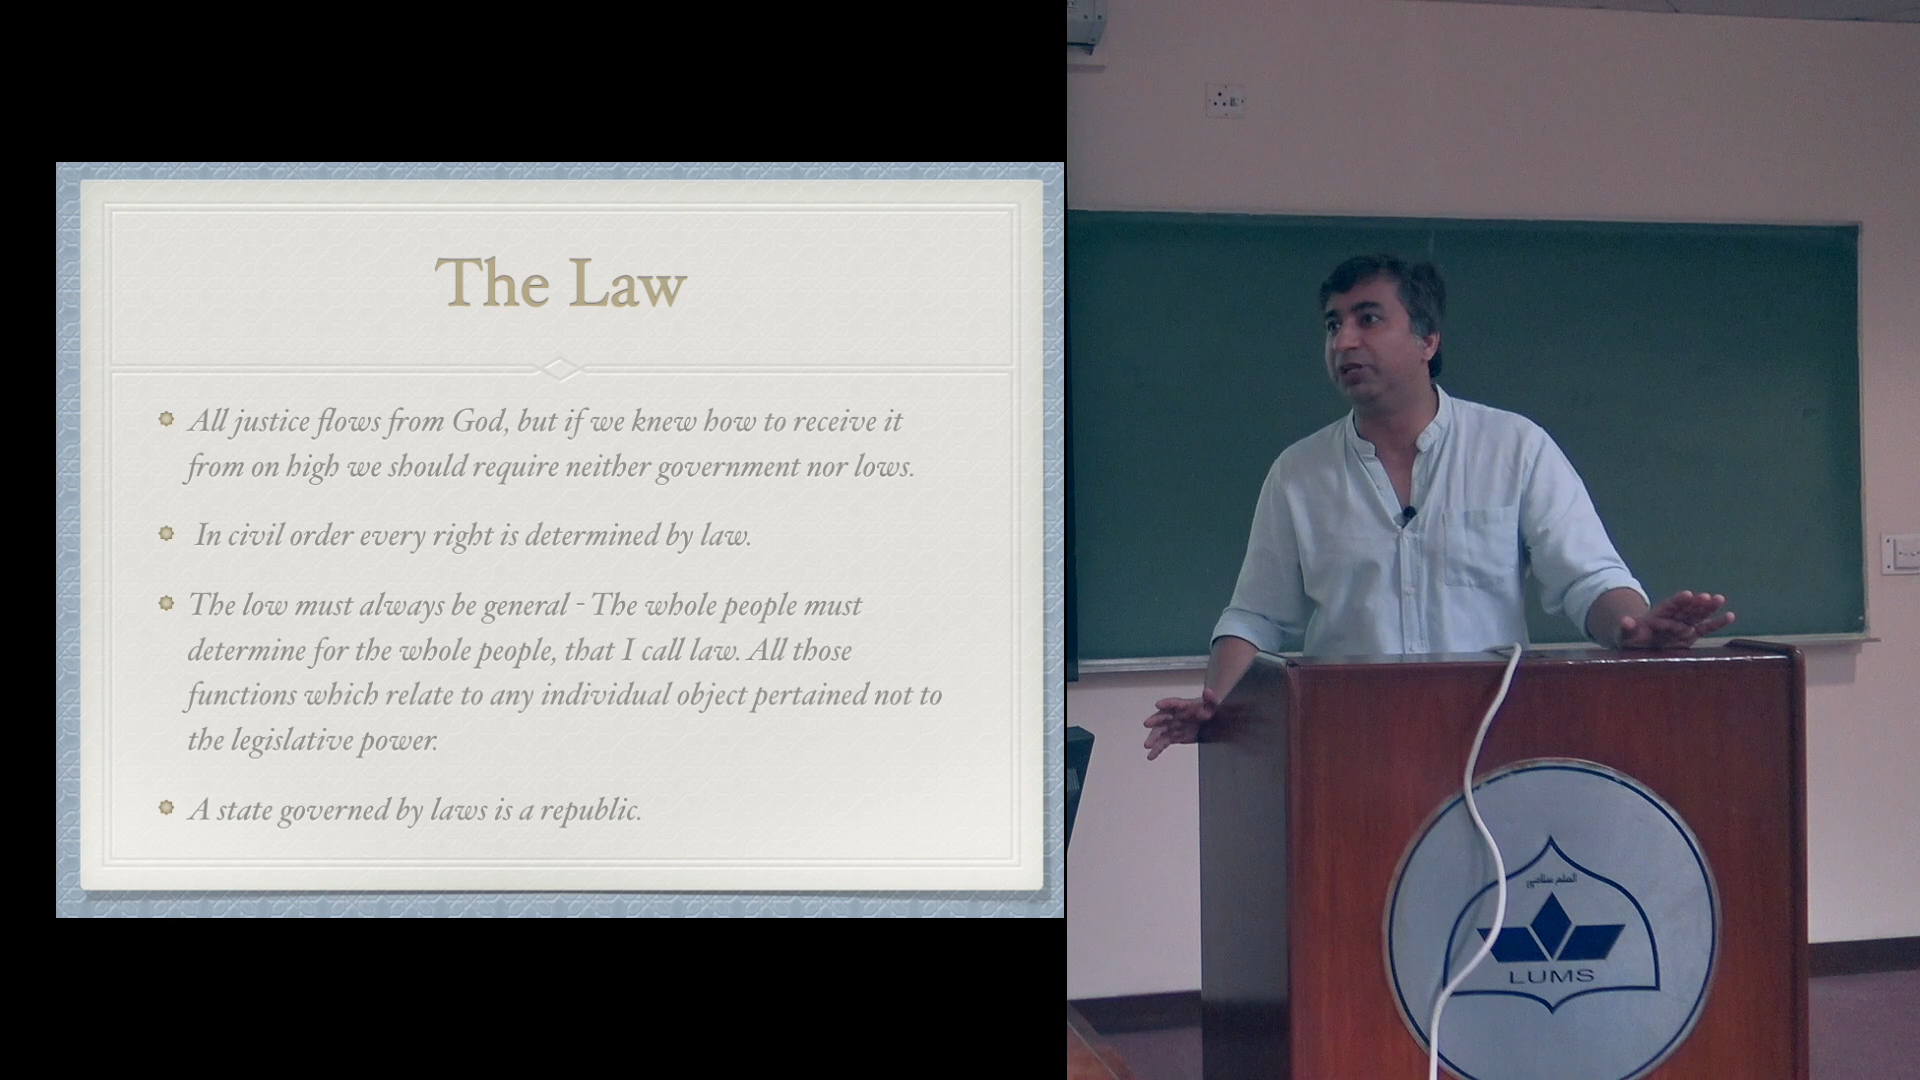 The Law
All justice flows from God, but if we knew how to receive it
from on high we should require neither government nor lows.
In civil order every right is determined by law.
The low must always be general - The whole people must
determine for the whole people, that I call law. All those
functions which relate to any individual object pertained not to
the legislative power.
A state governed by laws is a republic.
LUMS